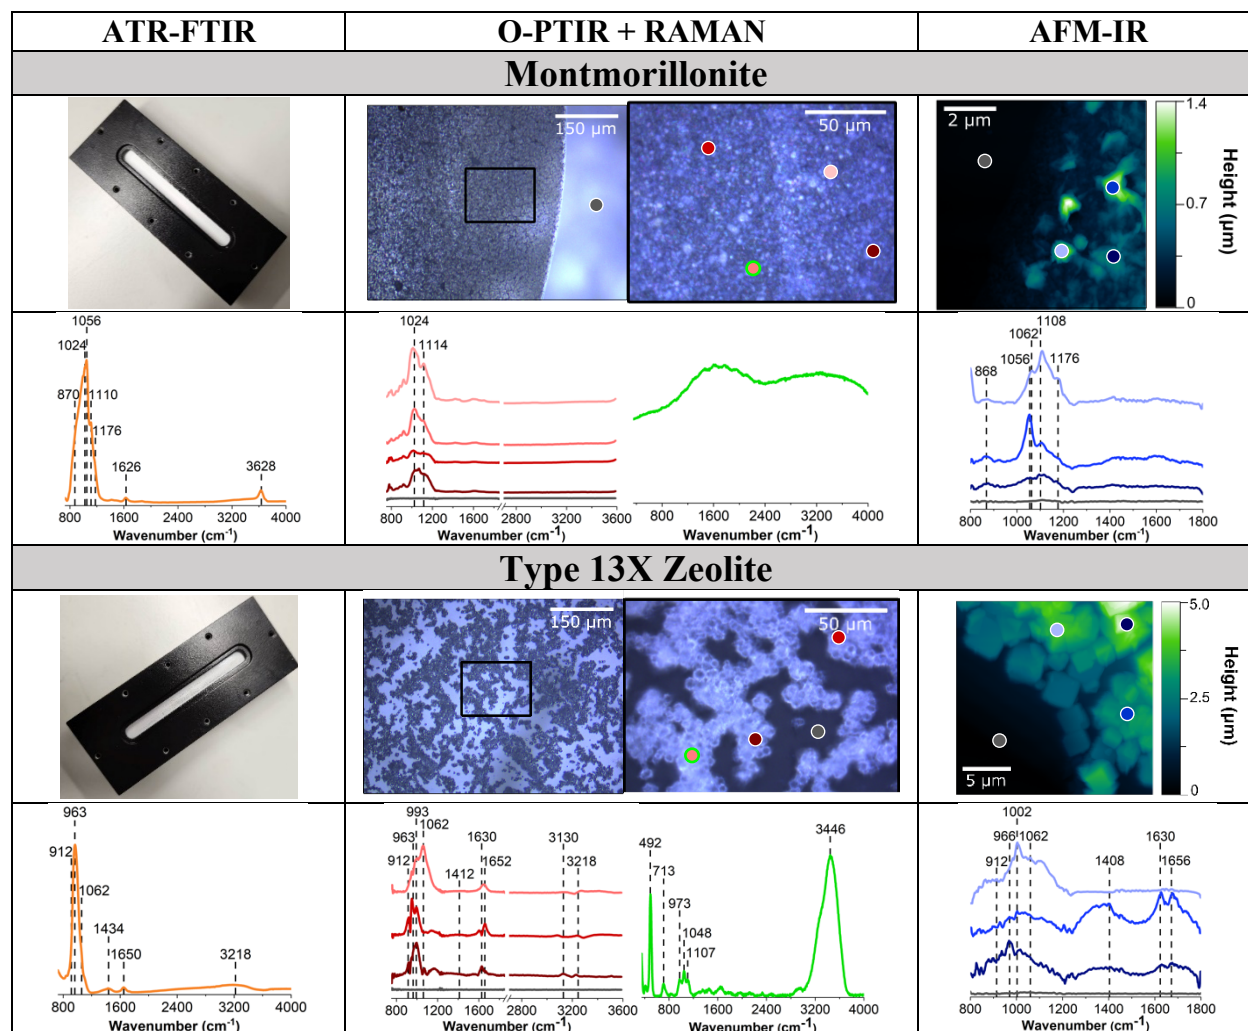 ATR-FTIR
O-PTIR + RAMAN
AFM-IR
Montmorillonite
150 µm
50 µm
2 µm
1.4
0.7
0
Height (µm)
1056
1024
870
1110
1176
1626
3628
800 1600 2400 3200 4000
Wavenumber (cm-1)
1024
1114
800 1200 2800 3200 3600
Wavenumber (cm-1)
1600 2400 3200 4000
Wavenumber (cm-1)
1108
1062
1056
1176
868
800 1000 1200 1400 1600 1800
Wavenumber (cm-1)
Type 13X Zeolite
150 µm
50 µm
5 µm
5.0
2.5
0
Height (µm)
963
912
1062
1434
1650
3218
800 1600 2400 3200 4000
Wavenumber (cm-1)
993
963
1062
912
1412
1630
1652
3130
3218
800 1200 2800 3200 3600
Wavenumber (cm-1)
3446
492
713
973
1048
1107
800 1600 2400 3200 4000
Wavenumber (cm-1)
1002
966
1062
912
1408
1630
1656
800 1000 1200 1400 1600 1800
Wavenumber (cm-1)